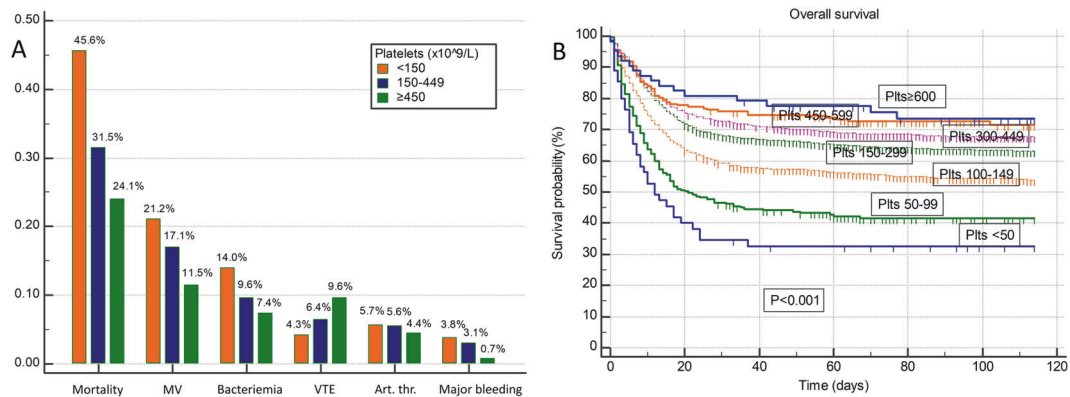 A
0.50
0.40
0.30
0.20
0.10
0.00
45.6%
31.5%
24.1%
21.2%
17.1%
11.5%
14.0%
9.6%
7.4%
4.3%
6.4%
9.6%
5.7%
5.6%
4.4%
3.8%
3.1%
0.7%
Platelets (x10^9/L)
<150
150-449
≥450
Mortality
MV
Bacteriemia
VTE
Art. thr.
Major bleeding
B
Overall survival
Survival probability (%)
100
90
80
70
60
50
40
30
20
10
0
Plts≥600
Plts 450-599
Plts 300-449
Plts 150-299
Plts 100-149
Plts 50-99
Plts <50
P<0.001
0
20
40
60
80
100
120
Time (days)